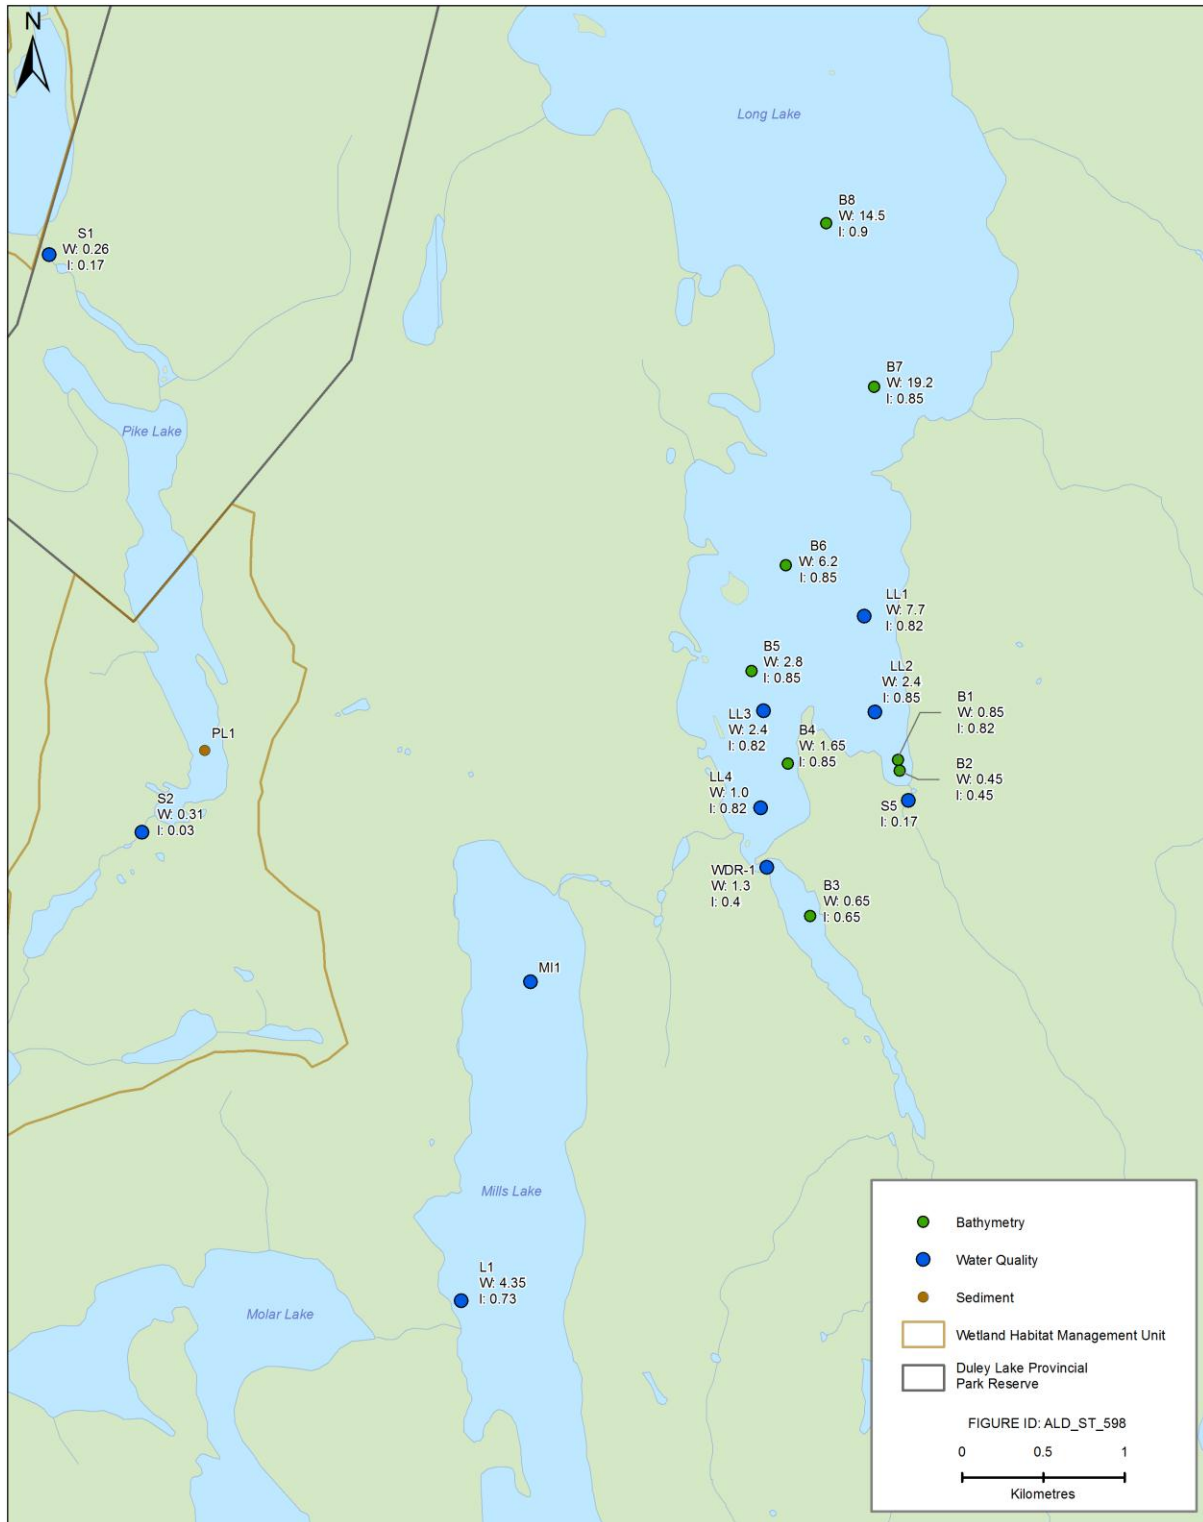 N
Long Lake
B8
W: 14.5
I: 0.9
S1
W: 0.26
I: 0.17
B7
W: 19.2
I: 0.85
Pike Lake
B6
W: 6.2
I: 0.85
LL1
W: 7.7
I: 0.82
B5
W: 2.8
I: 0.85
LL2
W: 2.4
I: 0.85
B1
W: 0.85
I: 0.82
LL3
W: 2.4
I: 0.82
B4
W: 1.65
I: 0.85
PL1
B2
W: 0.45
I: 0.45
LL4
W: 1.0
I: 0.82
S5
I: 0.17
S2
W: 0.31
I: 0.03
WDR-1
W: 1.3
I: 0.4
B3
W: 0.65
I: 0.65
MI1
Mills Lake
L1
W: 4.35
I: 0.73
Molar Lake
Bathymetry
Water Quality
Sediment
Wetland Habitat Management Unit
Duley Lake Provincial
Park Reserve
FIGURE ID: ALD_ST_598
0 0.5 1
Kilometres